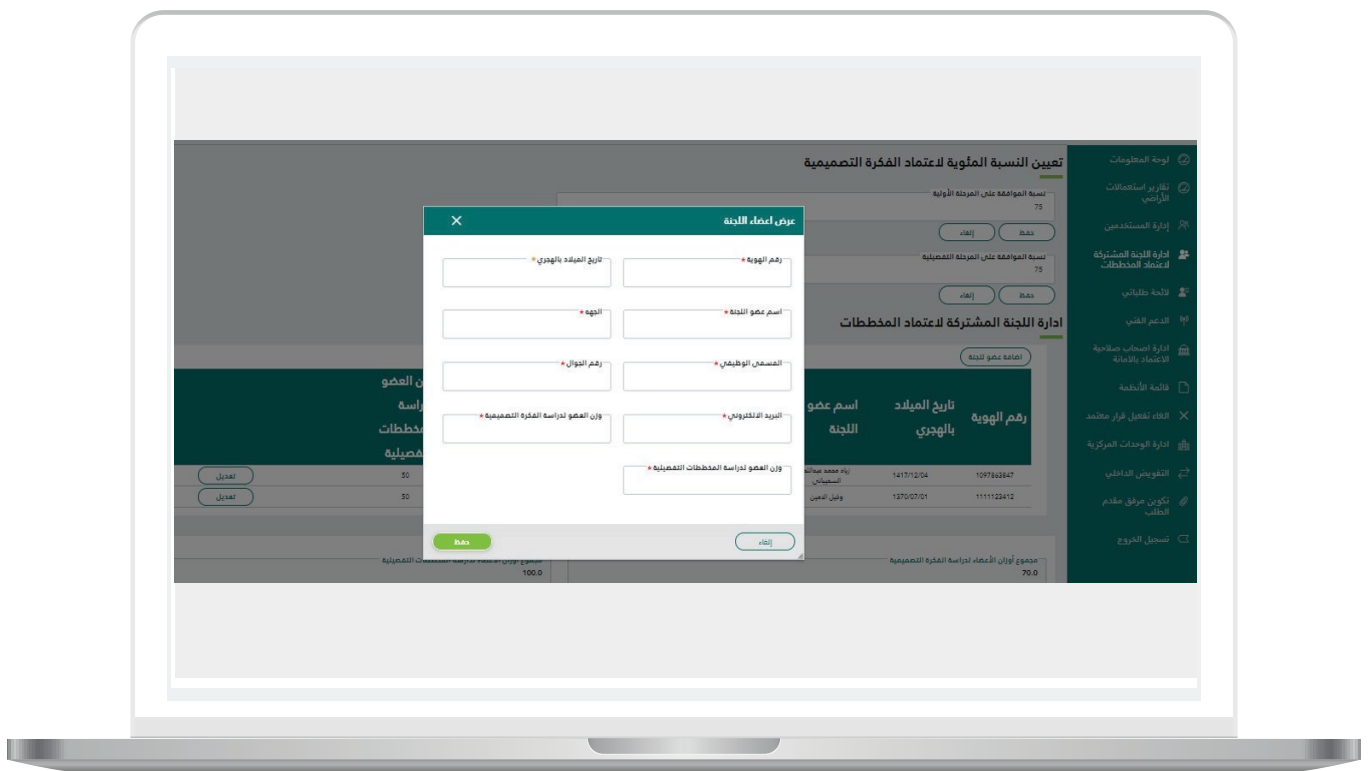 لوحة المعلومات
تقارير استعمالات
الأراضي
إدارة المستخدمين
ادارة اللجنة المشتركة
لاعتماد المخططات
لائحة طلباتي
الدعم الفني
ادارة اصحاب صلاحية
الاعتماد بالامانة
قائمة الأنظمة
الغاء تفعيل قرار معتمد
ادارة الوحدات المركزية
التفويض الداخلي
تكوين مرفق مقدم
الطلب
تسجيل الخروج
تعيين النسبة المئوية لاعتماد الفكرة التصميمية
نسبة الموافقة على المرحلة الأولية
75
حفظ
إلغاء
نسبة الموافقة على المرحلة التفصيلية
75
حفظ
إلغاء
ادارة اللجنة المشتركة لاعتماد المخططات
اضافة عضو للجنة
رقم الهوية
تاريخ الميلاد
بالهجري
اسم عضو
اللجنة
ن العضو
راسة
مخططات
فصيلية
1097863847
1417/12/04
50
تعديل
1111123412
1370/07/01
وكيل الامين
50
تعديل
مجموع أوزان الأعضاء لدراسة الفكرة التصميمية
70.0
100.0
عرض اعضاء اللجنة
رقم الهوية *
تاريخ الميلاد بالهجري *
اسم عضو اللجنة *
الجهه *
المسمى الوظيفي *
رقم الجوال *
البريد الالكتروني *
وزن العضو لدراسة الفكرة التصميمية *
وزن العضو لدراسة المخططات التفصيلية *
إلغاء
حفظ